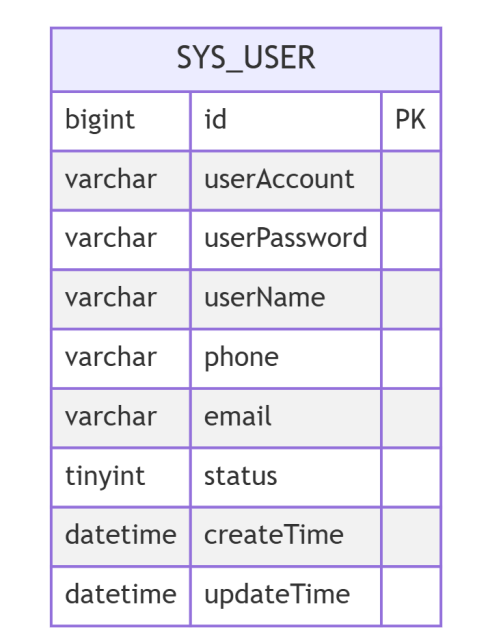 SYS_USER
bigint id PK
varchar userAccount
varchar userPassword
varchar userName
varchar phone
varchar email
tinyint status
datetime createTime
datetime updateTime